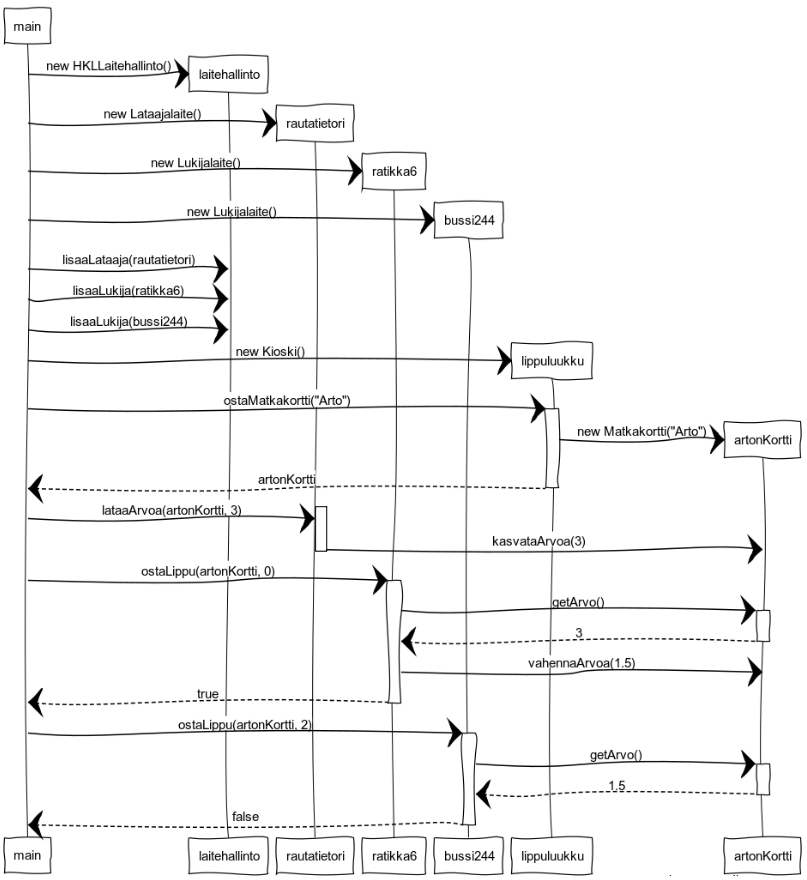 main
new HKLLaitehallinto()
laitehallinto
new Lataajalaite()
rautatietori
new Lukijalaite()
ratikka6
new Lukijalaite()
bussi244
lisaaLataaja(rautatietori)
lisaaLukija(ratikka6)
lisaaLukija(bussi244)
new Kioski()
lippuluukku
ostaMatkakortti("Arto")
new Matkakortti("Arto")
artonKortti
artonKortti
lataaArvoa(artonKortti, 3)
kasvataArvoa(3)
ostaLippu(artonKortti, 0)
getArvo()
3
vahennaArvoa(1.5)
true
ostaLippu(artonKortti, 2)
getArvo()
1.5
false
main laitehallinto rautatietori ratikka6 bussi244 lippuluukku artonKortti